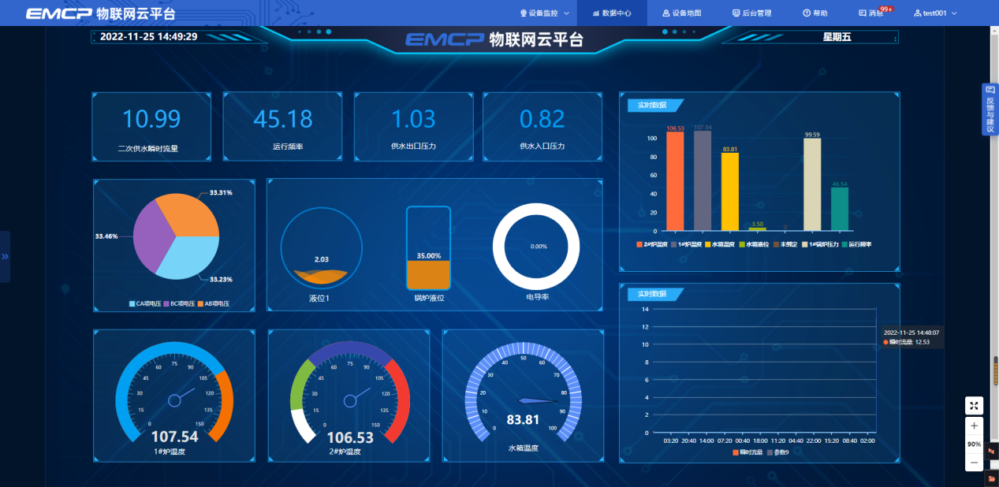 EMCP 物联网云平台
设备监控
数据中心
设备地图
后台管理
帮助
消息
99+
test001
2022-11-25 14:49:29
EMCP 物联网云平台
星期五
反馈与建议
10.99
二次供水瞬时流量
45.18
运行频率
1.03
供水出口压力
0.82
供水入口压力
实时数据
106.53
107.54
83.81
3.50
0
99.59
46.54
100
80
60
40
20
0
2#炉温度 1#炉温度 水箱温度 水箱液位 未绑定 1#锅炉压力 运行频率
33.31%
33.46%
33.23%
CA项电压 BC项电压 AB项电压
2.03
液位1
35.00%
锅炉液位
0.00%
电导率
实时数据
14
12
10
8
6
4
2
0
2022-11-25 14:48:07
瞬时流量: 12.53
03:20 20:40 14:00 07:20 00:40 18:00 11:20 04:40 22:00 15:20 08:40 02:00
瞬时流量 参数9
0
15
30
45
60
75
90
105
120
135
150
107.54
1#炉温度
0
15
30
45
60
75
90
105
120
135
150
106.53
2#炉温度
0
10
20
30
40
50
60
70
80
90
100
83.81
水箱温度
90%